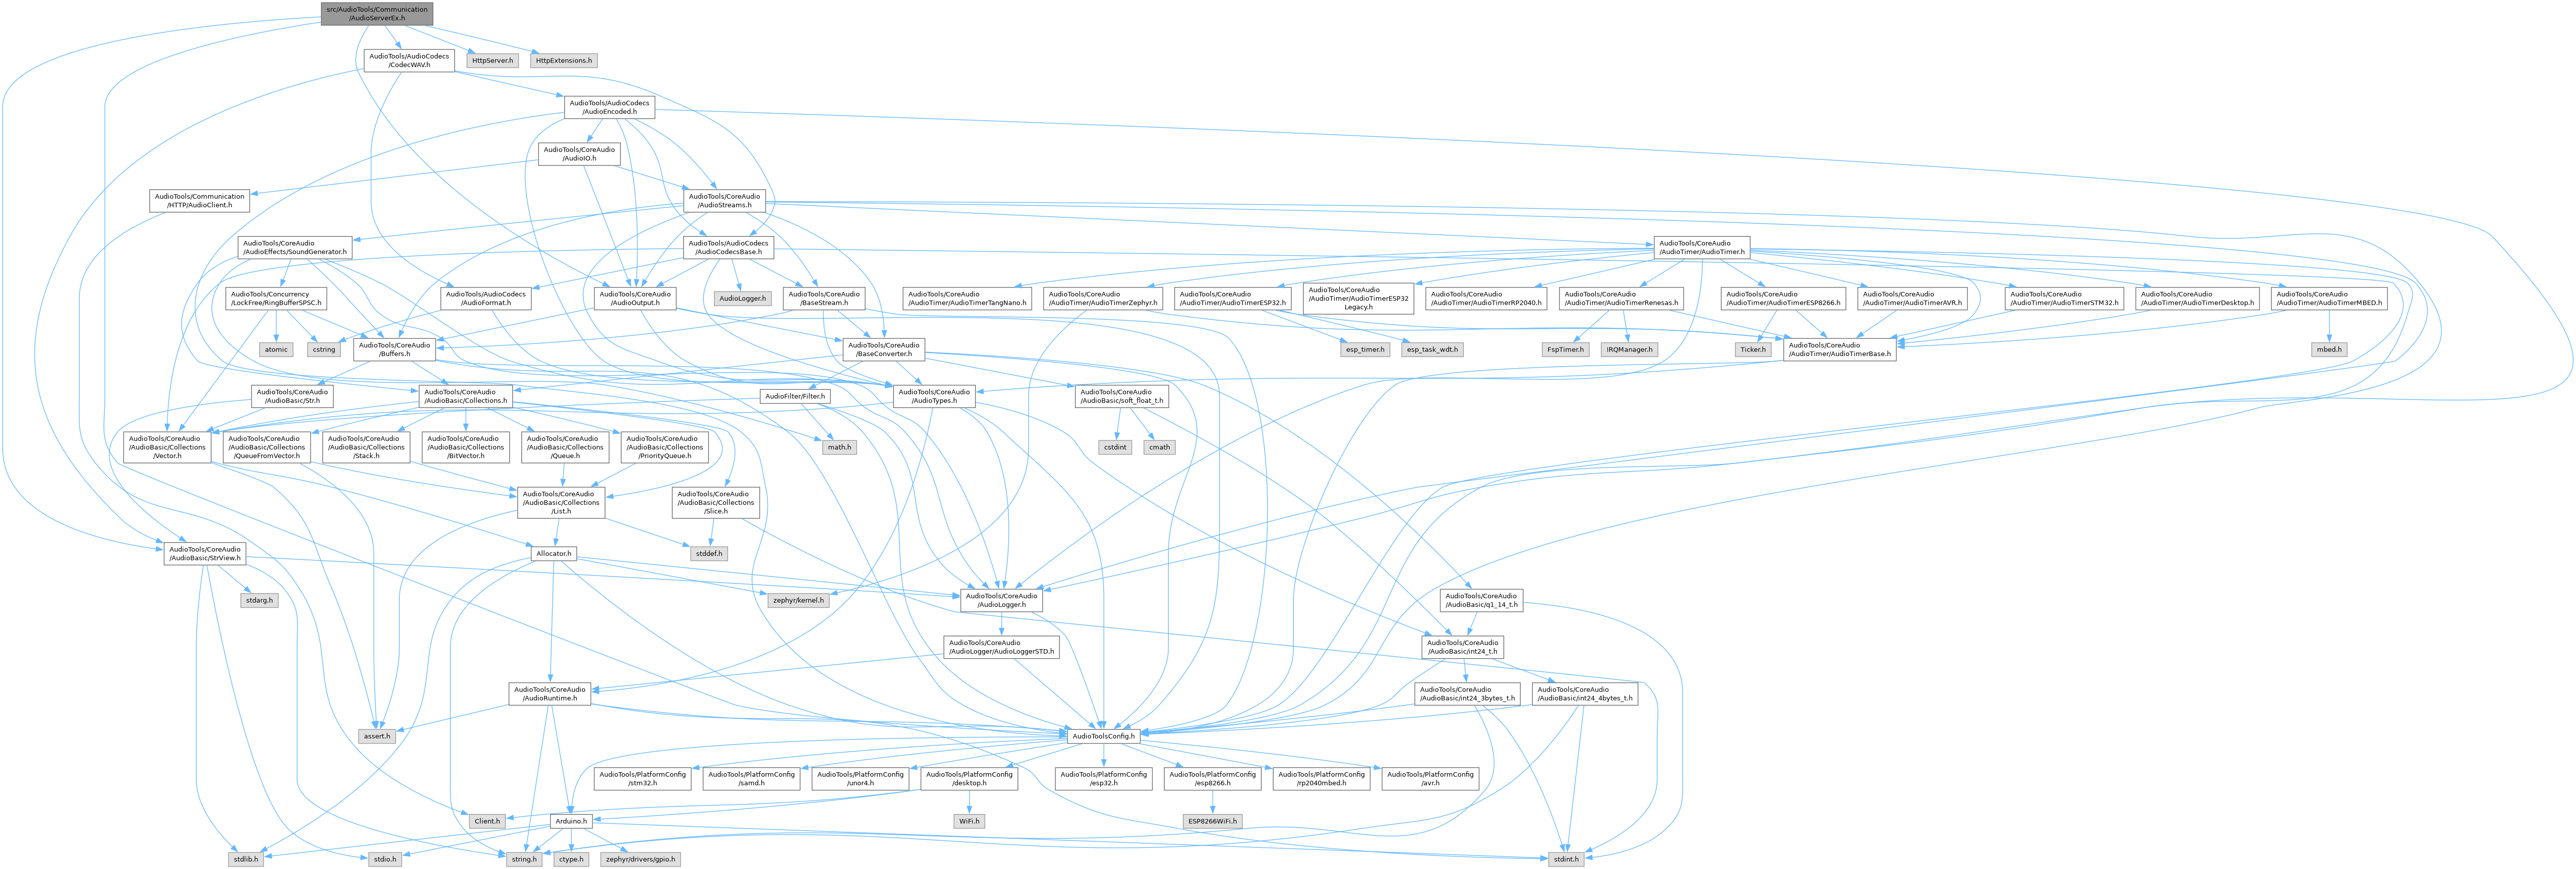 src/AudioTools/Communication
/AudioServerEx.h
AudioTools/AudioCodecs
/CodecWAV.h
HttpServer.h
HttpExtensions.h
AudioTools/AudioCodecs
/AudioEncoded.h
AudioTools/CoreAudio
/AudioIO.h
AudioTools/Communication
/HTTP/AudioClient.h
AudioTools/CoreAudio
/AudioStreams.h
AudioTools/CoreAudio
/AudioEffects/SoundGenerator.h
AudioTools/AudioCodecs
/AudioCodecsBase.h
AudioTools/CoreAudio
/AudioTimer/AudioTimer.h
AudioTools/Concurrency
/LockFree/RingBufferSPSC.h
AudioTools/AudioCodecs
/AudioFormat.h
AudioTools/CoreAudio
/AudioOutput.h
AudioLogger.h
AudioTools/CoreAudio
/BaseStream.h
AudioTools/CoreAudio
/AudioTimer/AudioTimerTangNano.h
AudioTools/CoreAudio
/AudioTimer/AudioTimerZephyr.h
AudioTools/CoreAudio
/AudioTimer/AudioTimerESP32.h
AudioTools/CoreAudio
/AudioTimer/AudioTimerESP32
Legacy.h
AudioTools/CoreAudio
/AudioTimer/AudioTimerRP2040.h
AudioTools/CoreAudio
/AudioTimer/AudioTimerRenesas.h
AudioTools/CoreAudio
/AudioTimer/AudioTimerESP8266.h
AudioTools/CoreAudio
/AudioTimer/AudioTimerAVR.h
AudioTools/CoreAudio
/AudioTimer/AudioTimerSTM32.h
AudioTools/CoreAudio
/AudioTimer/AudioTimerDesktop.h
AudioTools/CoreAudio
/AudioTimer/AudioTimerMBED.h
atomic
cstring
AudioTools/CoreAudio
/Buffers.h
AudioTools/CoreAudio
/BaseConverter.h
esp_timer.h
esp_task_wdt.h
FspTimer.h
IRQManager.h
Ticker.h
AudioTools/CoreAudio
/AudioTimer/AudioTimerBase.h
mbed.h
AudioTools/CoreAudio
/AudioBasic/Str.h
AudioTools/CoreAudio
/AudioBasic/Collections.h
AudioFilter/Filter.h
AudioTools/CoreAudio
/AudioTypes.h
AudioTools/CoreAudio
/AudioBasic/soft_float_t.h
AudioTools/CoreAudio
/AudioBasic/Collections
/Vector.h
AudioTools/CoreAudio
/AudioBasic/Collections
/QueueFromVector.h
AudioTools/CoreAudio
/AudioBasic/Collections
/Stack.h
AudioTools/CoreAudio
/AudioBasic/Collections
/BitVector.h
AudioTools/CoreAudio
/AudioBasic/Collections
/Queue.h
AudioTools/CoreAudio
/AudioBasic/Collections
/PriorityQueue.h
math.h
cstdint
cmath
AudioTools/CoreAudio
/AudioBasic/Collections
/List.h
AudioTools/CoreAudio
/AudioBasic/Collections
/Slice.h
AudioTools/CoreAudio
/AudioBasic/StrView.h
Allocator.h
stddef.h
stdarg.h
zephyr/kernel.h
AudioTools/CoreAudio
/AudioLogger.h
AudioTools/CoreAudio
/AudioBasic/q1_14_t.h
AudioTools/CoreAudio
/AudioLogger/AudioLoggerSTD.h
AudioTools/CoreAudio
/AudioBasic/int24_t.h
AudioTools/CoreAudio
/AudioRuntime.h
AudioTools/CoreAudio
/AudioBasic/int24_3bytes_t.h
AudioTools/CoreAudio
/AudioBasic/int24_4bytes_t.h
assert.h
AudioToolsConfig.h
AudioTools/PlatformConfig
/stm32.h
AudioTools/PlatformConfig
/samd.h
AudioTools/PlatformConfig
/unor4.h
AudioTools/PlatformConfig
/desktop.h
AudioTools/PlatformConfig
/esp32.h
AudioTools/PlatformConfig
/esp8266.h
AudioTools/PlatformConfig
/rp2040mbed.h
AudioTools/PlatformConfig
/avr.h
Client.h
Arduino.h
WiFi.h
ESP8266WiFi.h
stdlib.h
stdio.h
string.h
ctype.h
zephyr/drivers/gpio.h
stdint.h